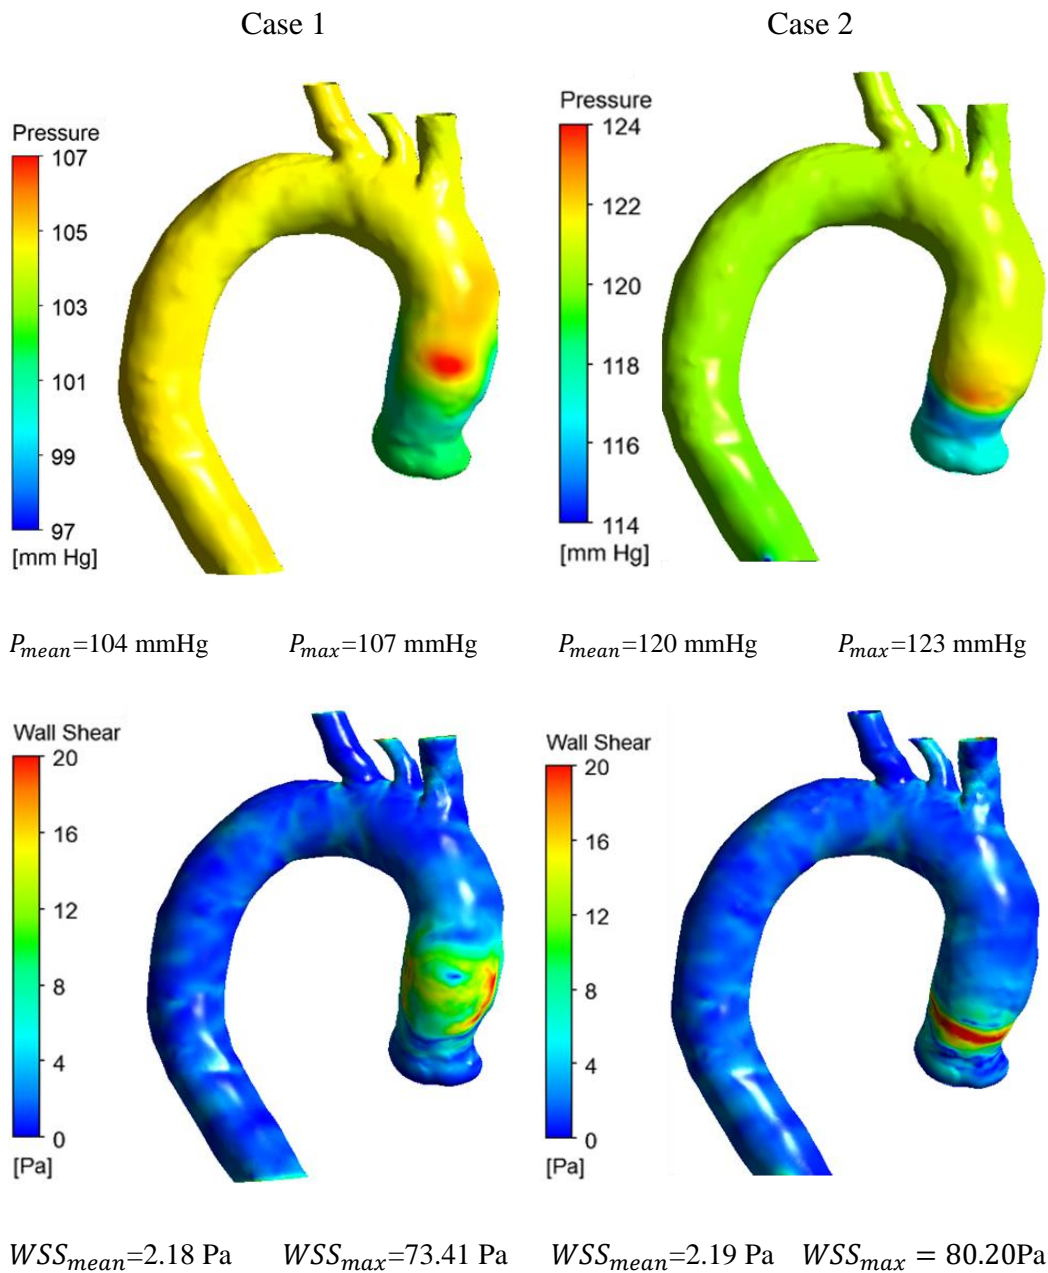 Case 1
Case 2
Pressure
107
105
103
101
99
97
[mm Hg]
Pressure
124
122
120
118
116
114
[mm Hg]
P_mean=104 mmHg
P_max=107 mmHg
P_mean=120 mmHg
P_max=123 mmHg
Wall Shear
20
16
12
8
4
0
[Pa]
Wall Shear
20
16
12
8
4
0
[Pa]
WSS_mean=2.18 Pa
WSS_max=73.41 Pa
WSS_mean=2.19 Pa
WSS_max = 80.20Pa